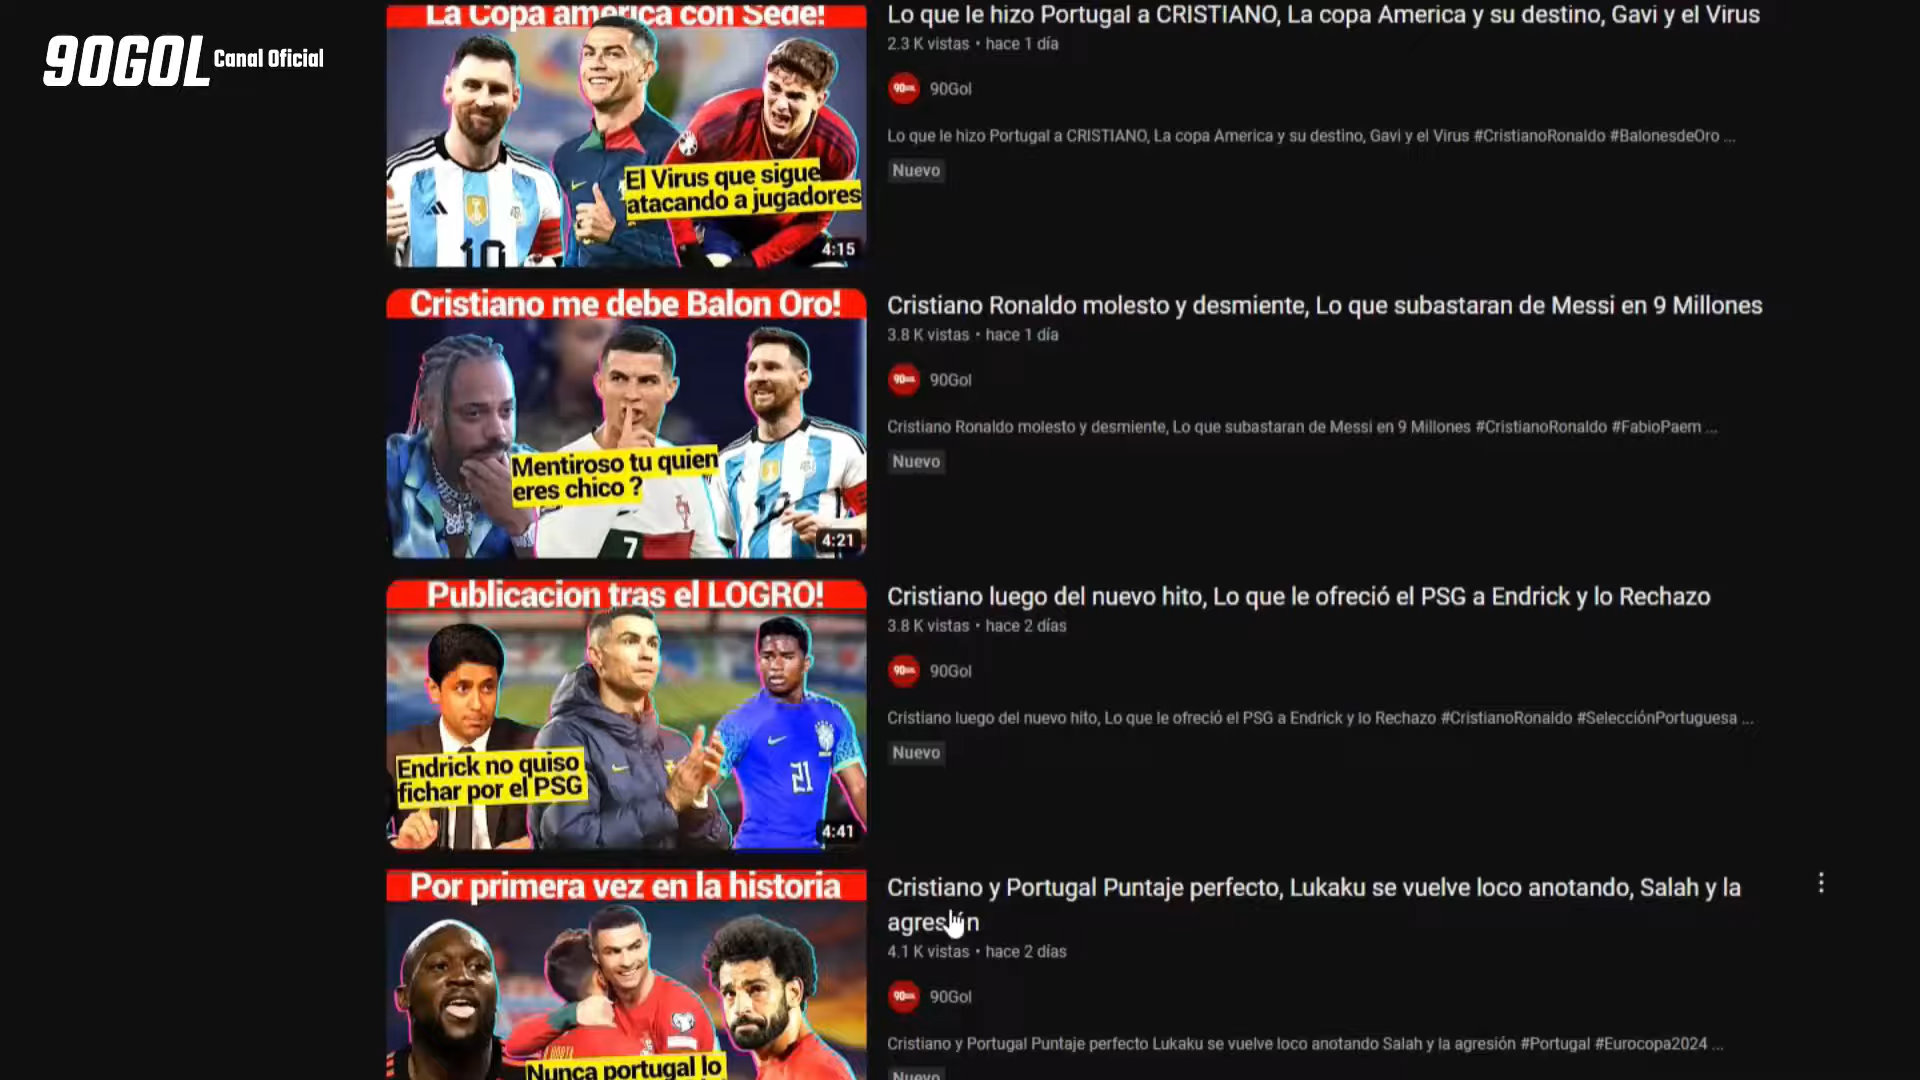 90GOL Canal Oficial
La Copa america con Sede!
El Virus que sigue
atacando a jugadores
10
4:15
Lo que le hizo Portugal a CRISTIANO, La copa America y su destino, Gavi y el Virus
2.3 K vistas • hace 1 día
90Gol
Lo que le hizo Portugal a CRISTIANO, La copa America y su destino, Gavi y el Virus #CristianoRonaldo #BalonesdeOro ...
Nuevo
Cristiano me debe Balon Oro!
Mentiroso tu quien
eres chico ?
7
4:21
Cristiano Ronaldo molesto y desmiente, Lo que subastaran de Messi en 9 Millones
3.8 K vistas • hace 1 día
90Gol
Cristiano Ronaldo molesto y desmiente, Lo que subastaran de Messi en 9 Millones #CristianoRonaldo #FabioPaem ...
Nuevo
Publicacion tras el LOGRO!
Endrick no quiso
fichar por el PSG
21
4:41
Cristiano luego del nuevo hito, Lo que le ofreció el PSG a Endrick y lo Rechazo
3.8 K vistas • hace 2 días
90Gol
Cristiano luego del nuevo hito, Lo que le ofreció el PSG a Endrick y lo Rechazo #CristianoRonaldo #SelecciónPortuguesa ...
Nuevo
Por primera vez en la historia
Nunca portugal lo
Cristiano y Portugal Puntaje perfecto, Lukaku se vuelve loco anotando, Salah y la
agresión
4.1 K vistas • hace 2 días
90Gol
Cristiano y Portugal Puntaje perfecto Lukaku se vuelve loco anotando Salah y la agresión #Portugal #Eurocopa2024 ...
Nuevo